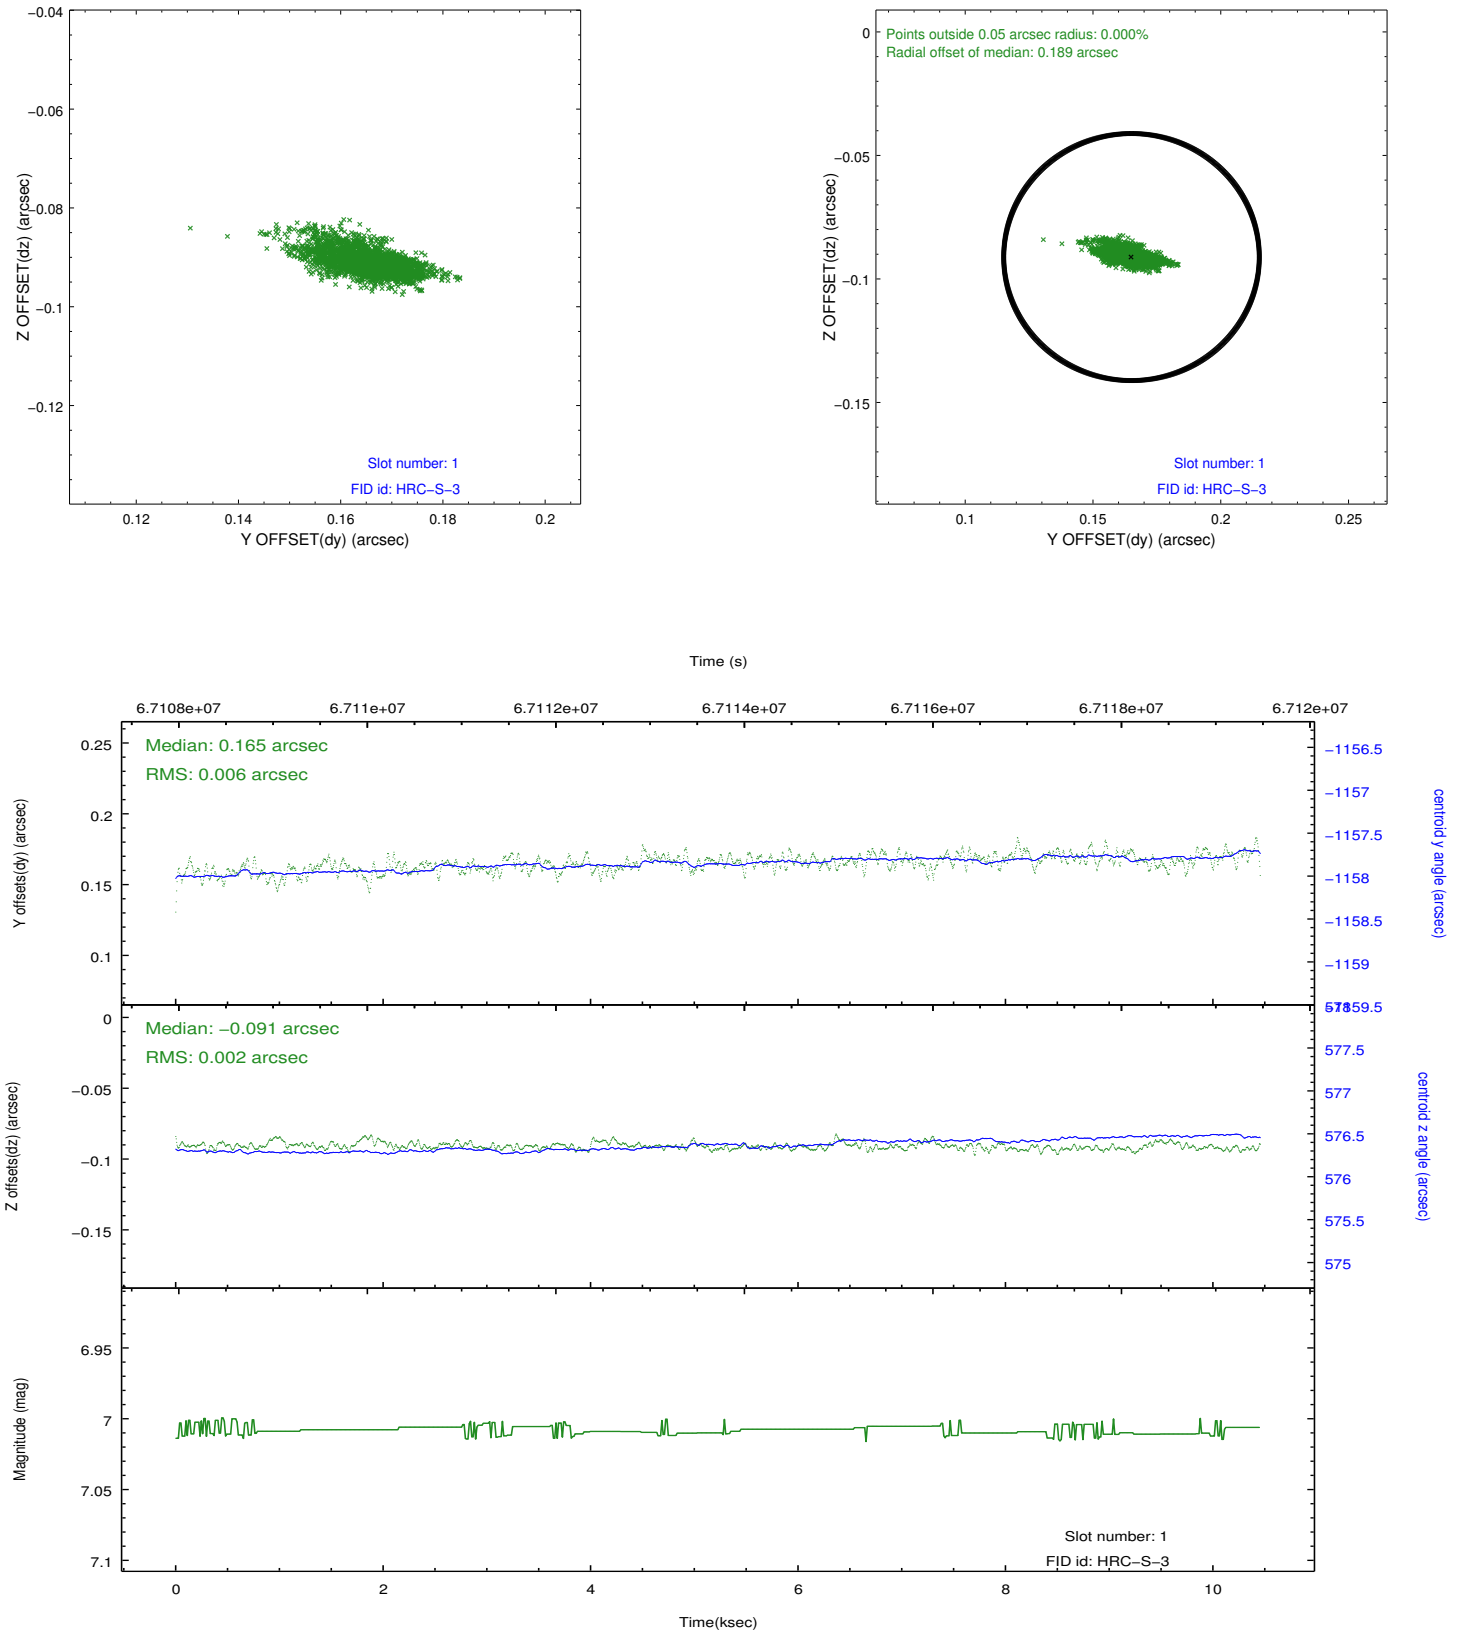 −0.04
−0.06
−0.08
−0.1
−0.12
Z OFFSET(dz) (arcsec)
Slot number: 1
FID id: HRC−S−3
0.12 0.14 0.16 0.18 0.2
Y OFFSET(dy) (arcsec)
Points outside 0.05 arcsec radius: 0.000%
Radial offset of median: 0.189 arcsec
0
−0.05
−0.1
−0.15
Z OFFSET(dz) (arcsec)
Slot number: 1
FID id: HRC−S−3
0.1 0.15 0.2 0.25
Y OFFSET(dy) (arcsec)
Time (s)
6.7108e+07 6.711e+07 6.7112e+07 6.7114e+07 6.7116e+07 6.7118e+07 6.712e+07
Median: 0.165 arcsec
RMS: 0.006 arcsec
0.25
0.2
0.15
0.1
Y offsets(dy) (arcsec)
−1156.5
−1157
−1157.5
−1158
−1158.5
−1159
−1159.5
centroid y angle (arcsec)
Median: −0.091 arcsec
RMS: 0.002 arcsec
0
−0.05
−0.1
−0.15
Z offsets(dz) (arcsec)
578
577.5
577
576.5
576
575.5
575
centroid z angle (arcsec)
6.95
7
7.05
7.1
Magnitude (mag)
Slot number: 1
FID id: HRC−S−3
0 2 4 6 8 10
Time(ksec)